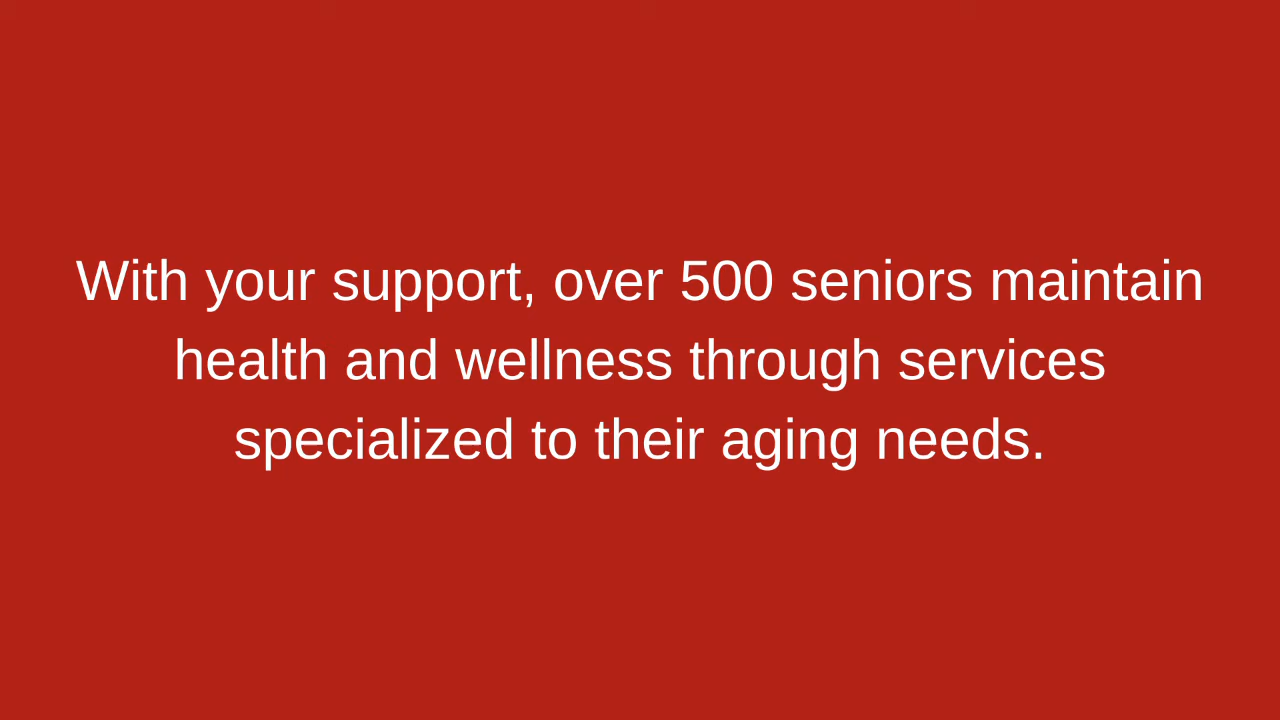 With your support, over 500 seniors maintain
health and wellness through services
specialized to their aging needs.